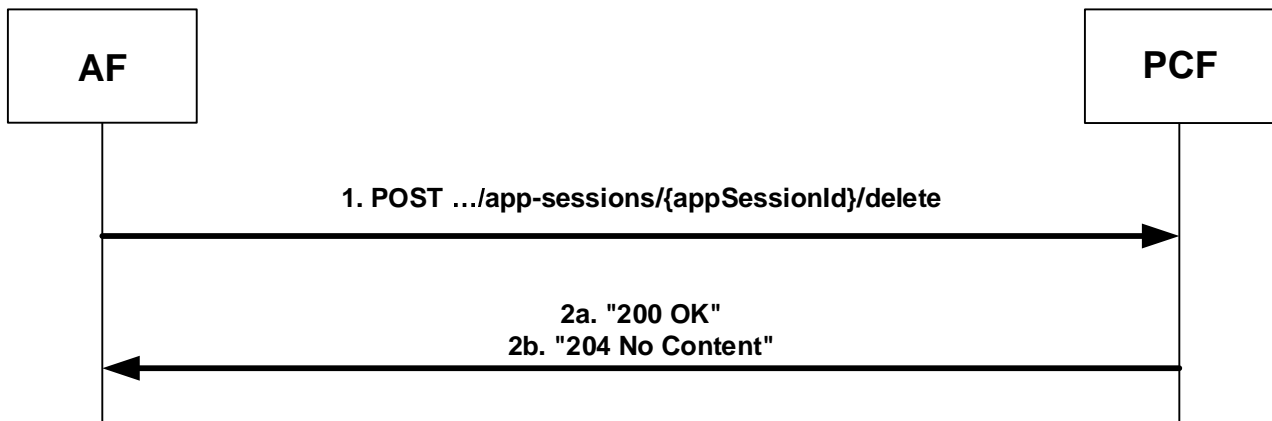 AF
PCF
1. POST …/app-sessions/{appSessionId}/delete
2a. "200 OK"
2b. "204 No Content"